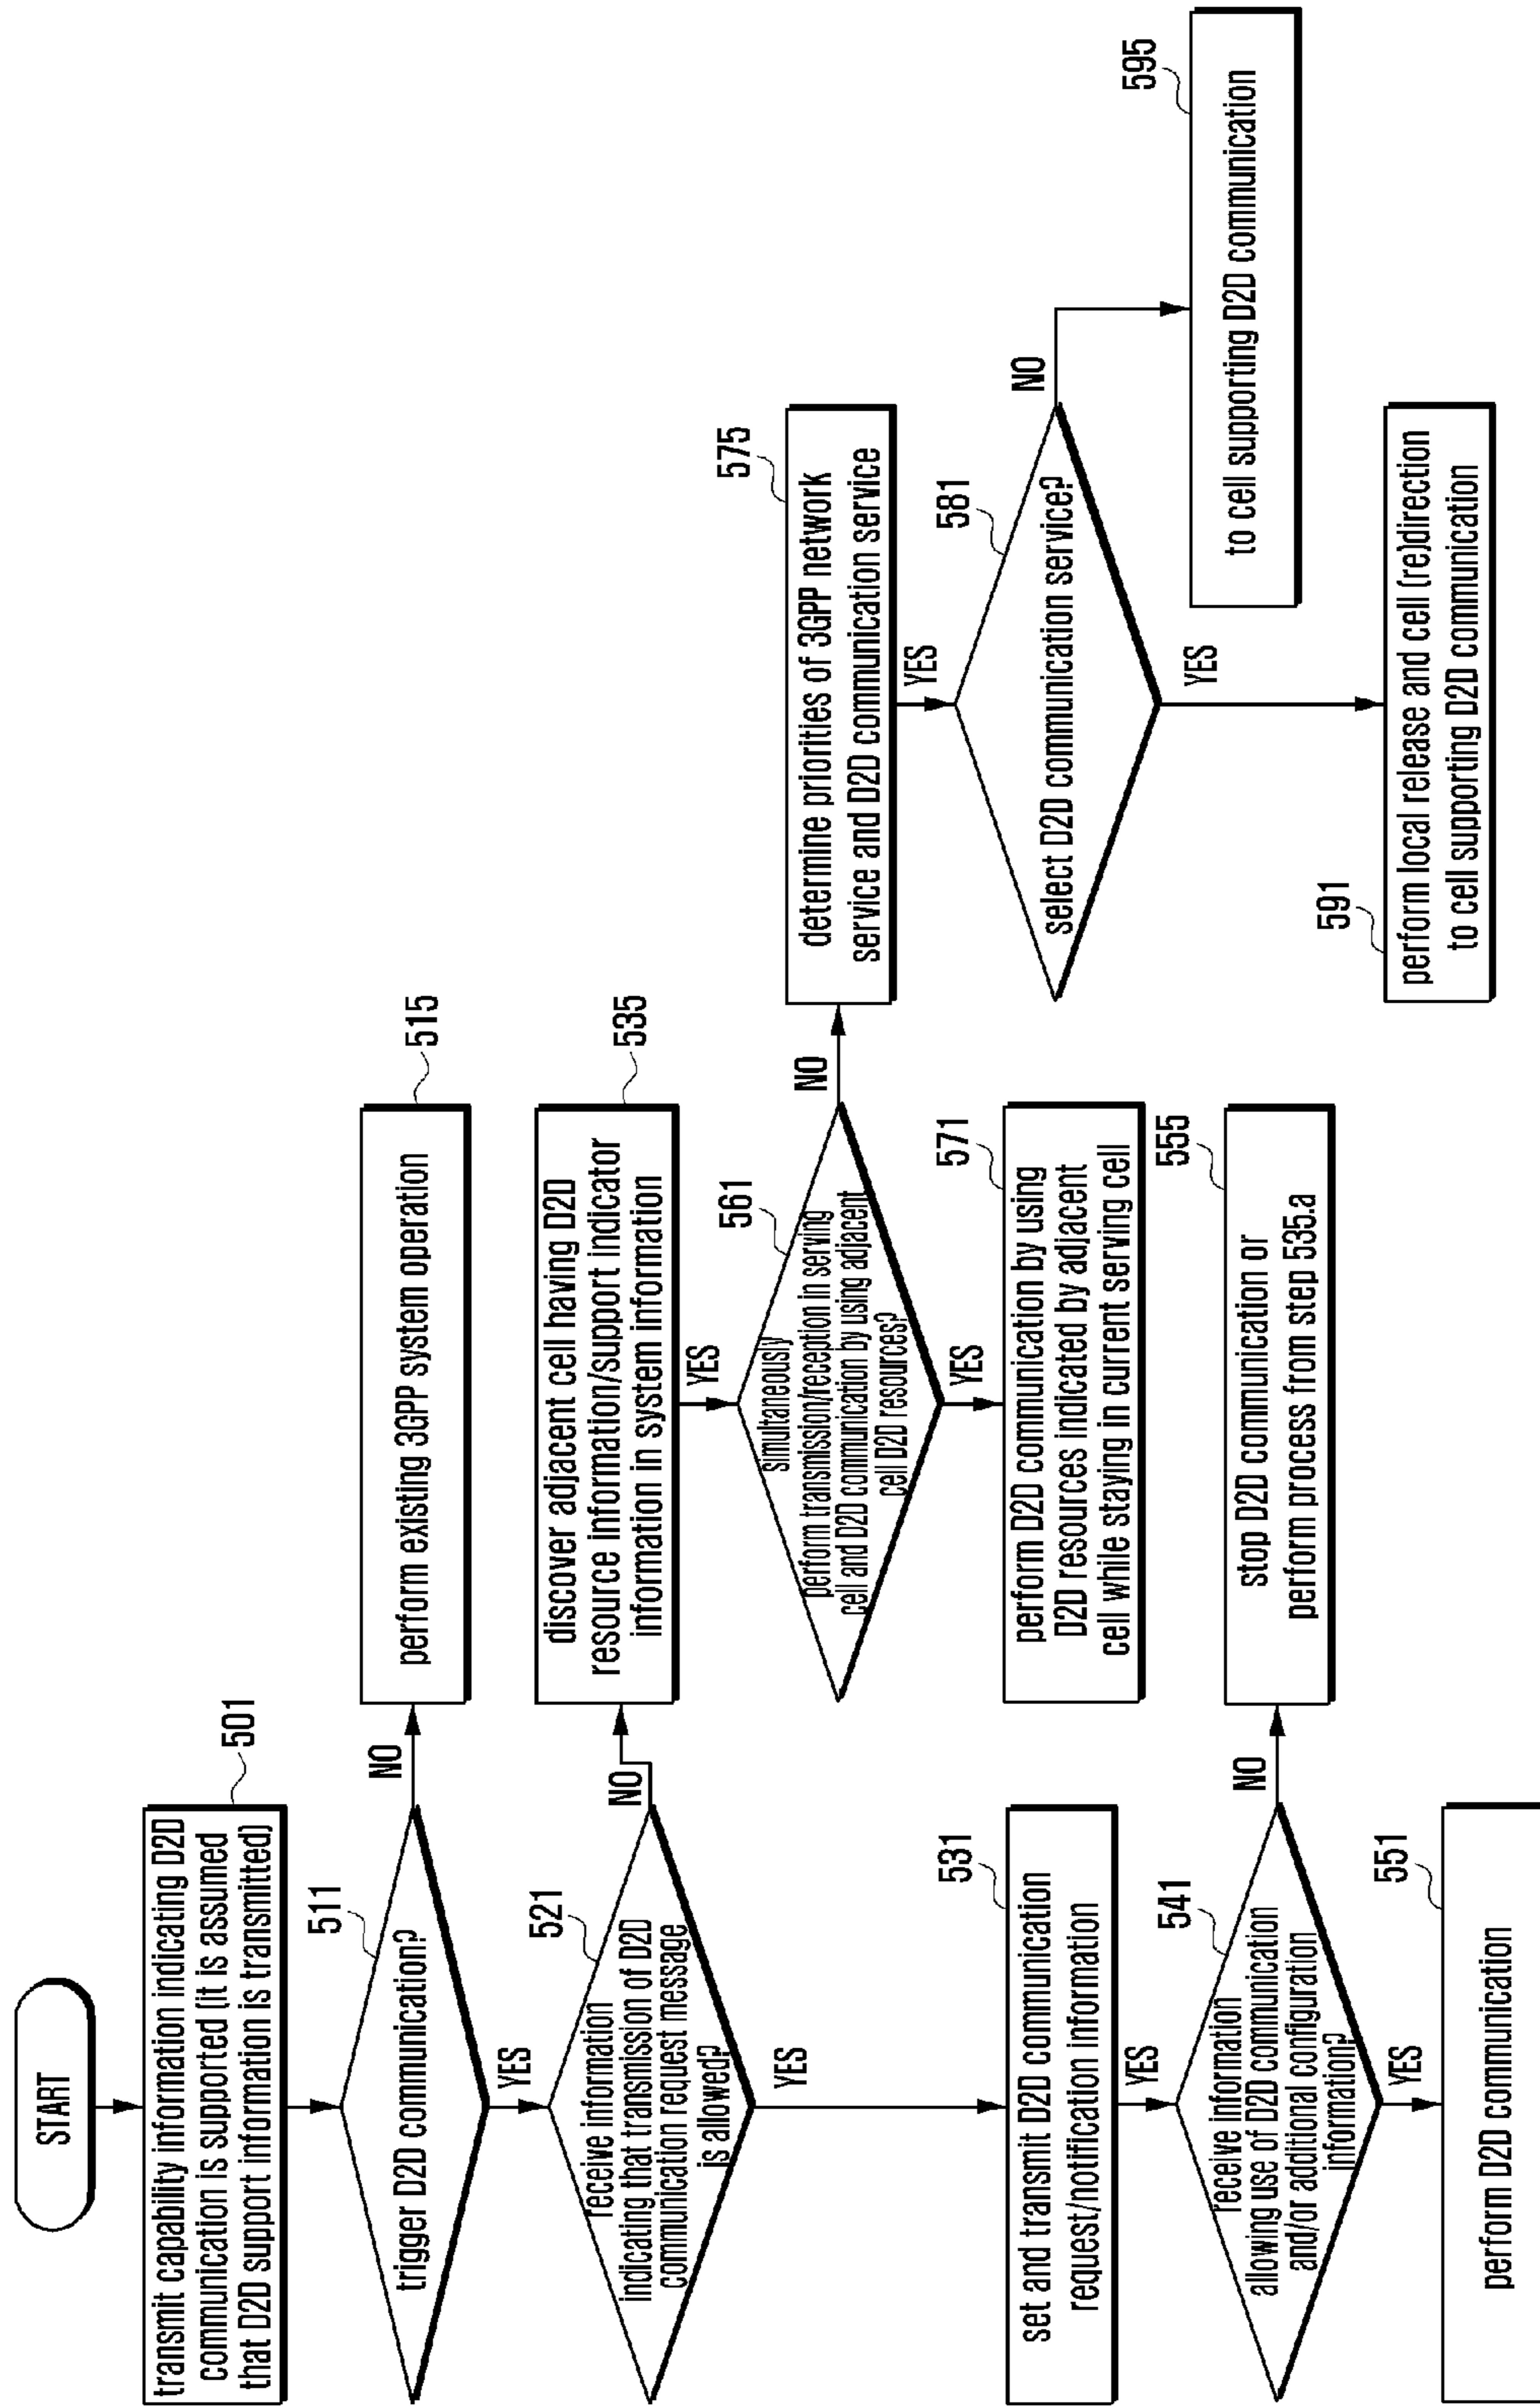 START
501
transmit capability information indicating D2D
communication is supported (it is assumed
that D2D support information is transmitted)
511
trigger D2D communication?
NO
515
perform existing 3GPP system operation
YES
521
receive information
indicating that transmission of D2D
communication request message
is allowed?
NO
535
discover adjacent cell having D2D
resource information/support indicator
information in system information
YES
561
simultaneously
perform transmission/reception in serving
cell and D2D communication by using adjacent
cell D2D resources?
NO
575
determine priorities of 3GPP network
service and D2D communication service
YES
581
select D2D communication service?
NO
595
to cell supporting D2D communication
YES
591
perform local release and cell (re)direction
to cell supporting D2D communication
YES
571
perform D2D communication by using
D2D resources indicated by adjacent
cell while staying in current serving cell
YES
531
set and transmit D2D communication
request/notification information
YES
541
receive information
allowing use of D2D communication
and/or additional configuration
information?
NO
555
stop D2D communication or
perform process from step 535.a
YES
551
perform D2D communication